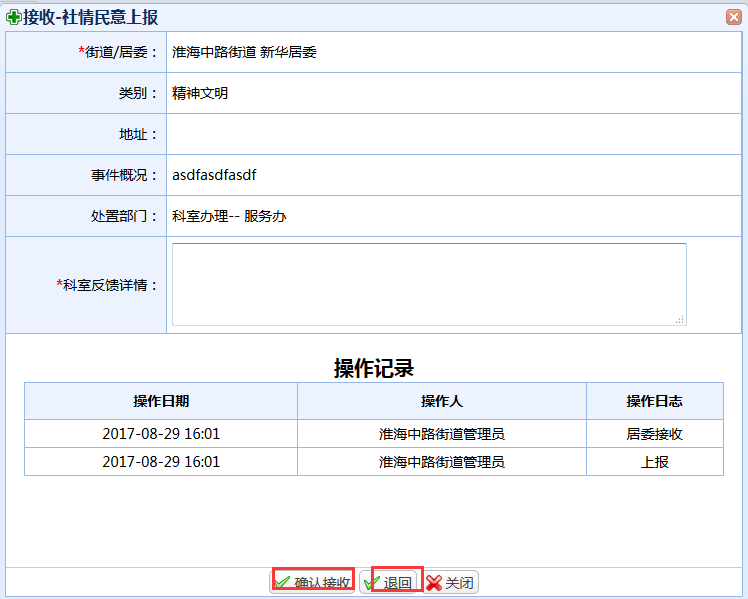 接收-社情民意上报
*街道/居委： 淮海中路街道 新华居委
类别： 精神文明
地址：
事件概况： asdfasdfasdf
处置部门： 科室办理-- 服务办
*科室反馈详情：
操作记录
操作日期 操作人 操作日志
2017-08-29 16:01 淮海中路街道管理员 居委接收
2017-08-29 16:01 淮海中路街道管理员 上报
确认接收 退回 关闭